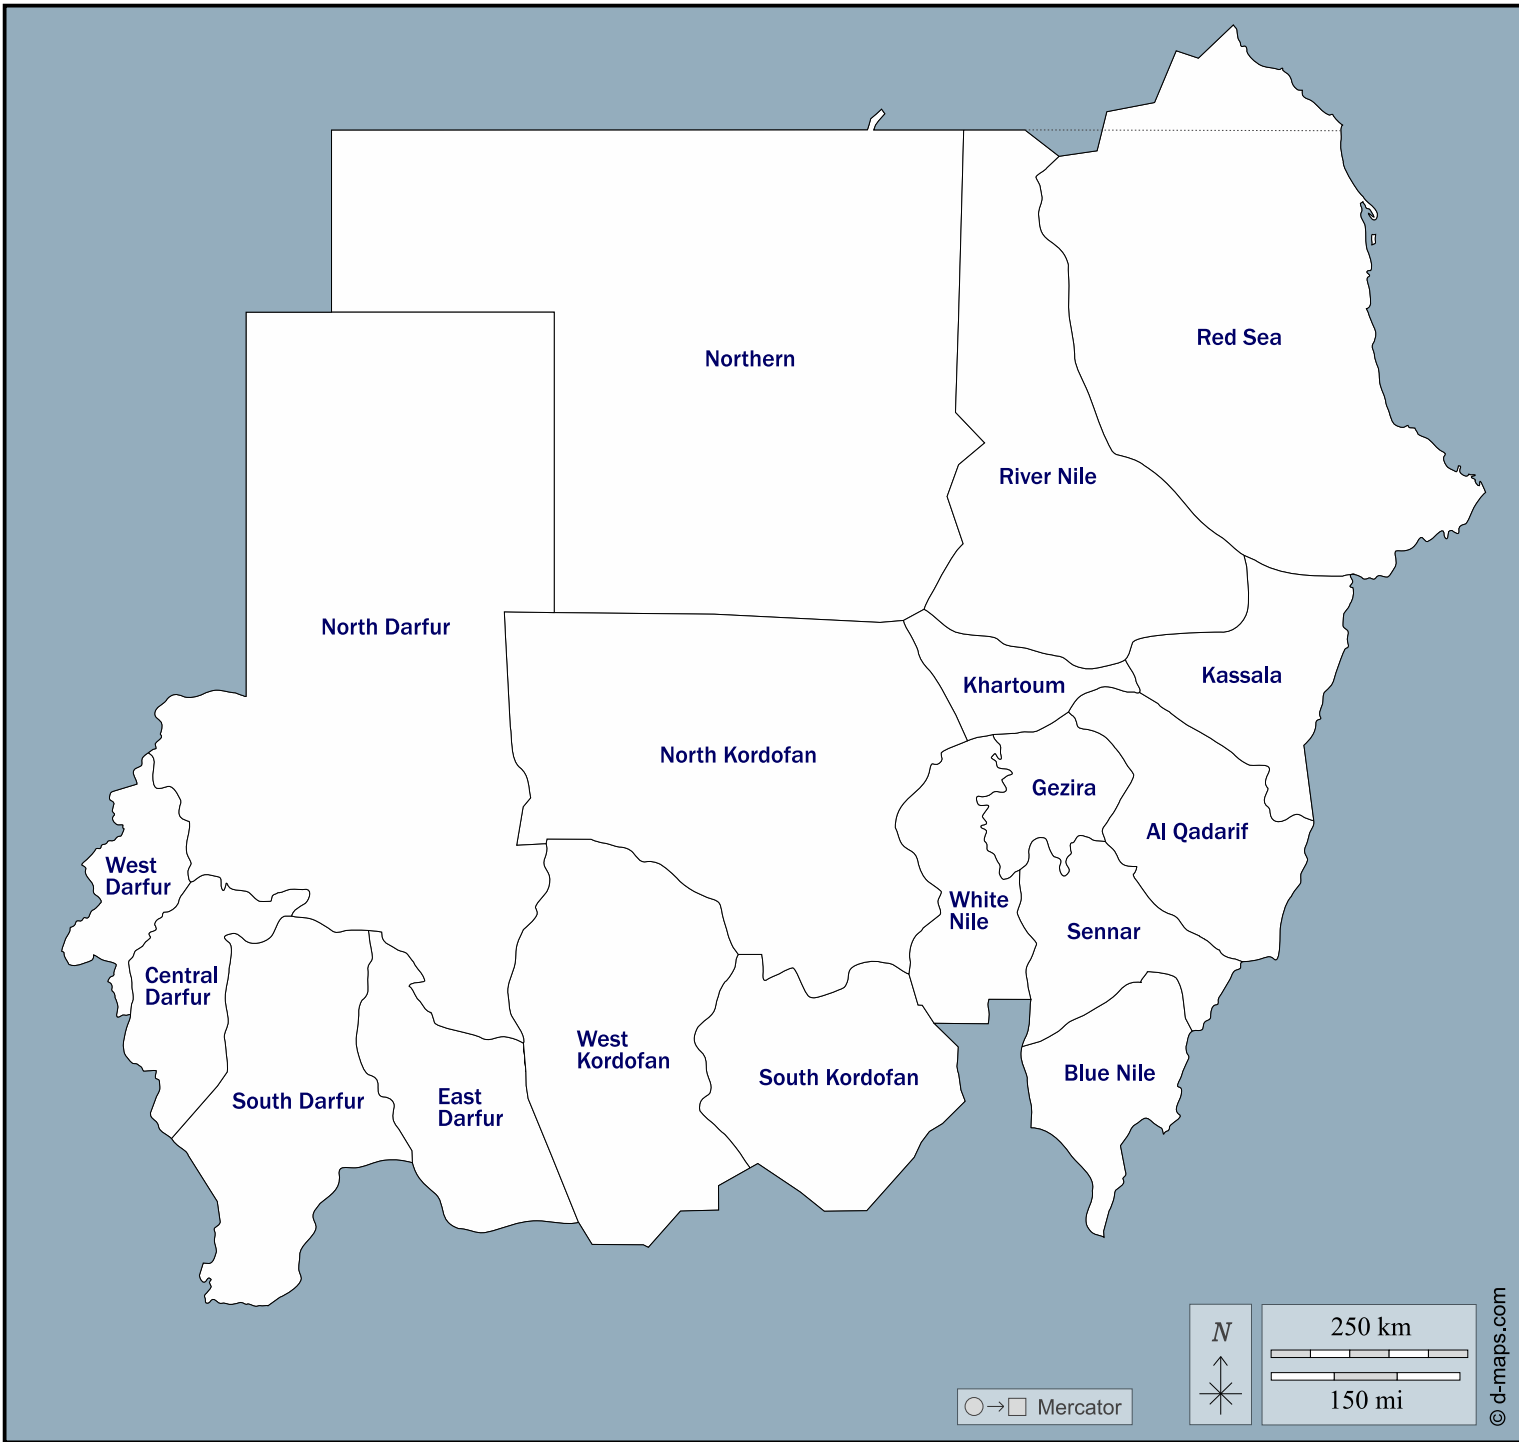 Red Sea
Northern
River Nile
North Darfur
Kassala
Khartoum
North Kordofan
Gezira
Al Qadarif
West
Darfur
White
Nile
Sennar
Central
Darfur
West
Kordofan
Blue Nile
South Kordofan
South Darfur
East
Darfur
N
250 km
150 mi
Mercator
© d-maps.com